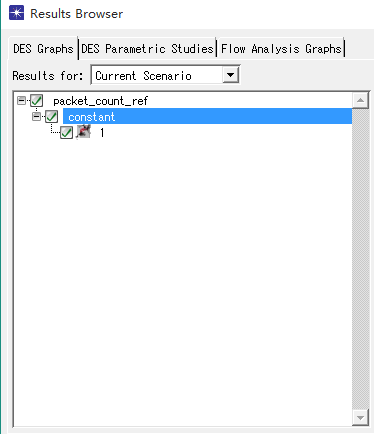 Results Browser
DES Graphs DES Parametric Studies Flow Analysis Graphs
Results for: Current Scenario
packet_count_ref
constant
1